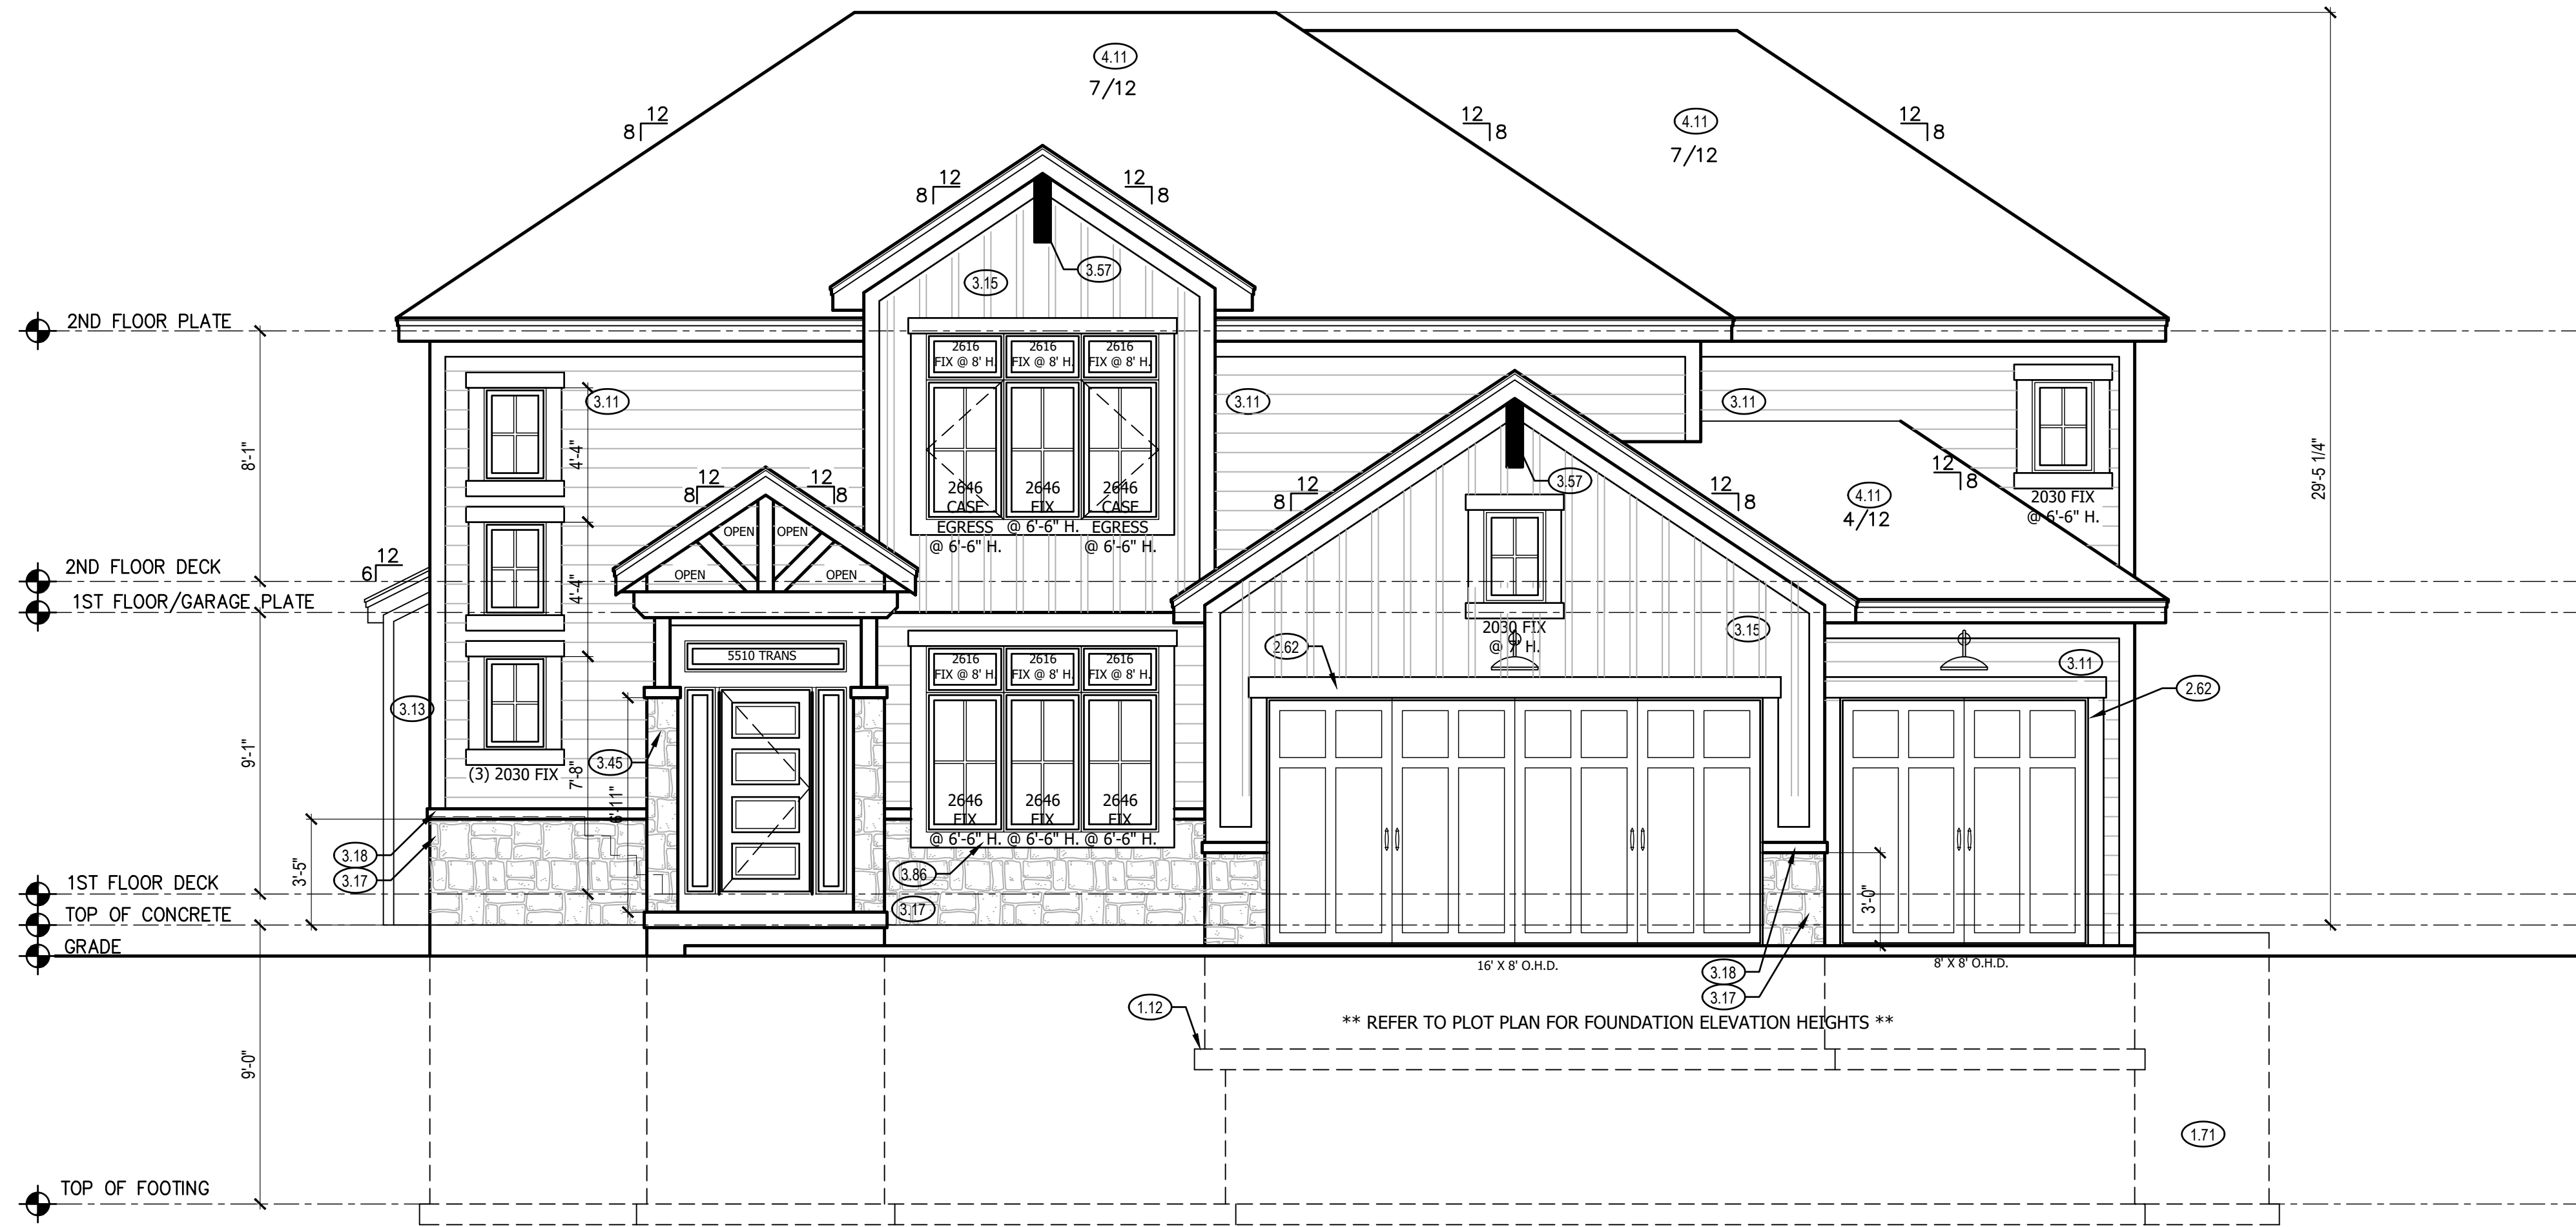 4.11
7/12
12
8
12
8
4.11
7/12
12
8
12
8
12
8
3.57
3.15
2ND FLOOR PLATE
2616
FIX @ 8' H.
2616
FIX @ 8' H.
2616
FIX @ 8' H.
3.11
3.11
3.11
8'-1"
4'-4"
29'-5 1/4"
2646
CASE
EGRESS
@ 6'-6" H.
2646
FIX
@ 6'-6" H.
2646
CASE
EGRESS
@ 6'-6" H.
12
8
12
8
12
8
3.57
12
8
12
8
4.11
4/12
2030 FIX
@ 6'-6" H.
OPEN
OPEN
OPEN
OPEN
12
6
2ND FLOOR DECK
4'-4"
1ST FLOOR/GARAGE PLATE
2030 FIX
@ 7' H.
3.15
2.62
5510 TRANS
2616
FIX @ 8' H.
2616
FIX @ 8' H.
2616
FIX @ 8' H.
3.11
2.62
3.13
9'-1"
(3) 2030 FIX
7'-8"
3.45
6'-11"
2646
FIX
@ 6'-6" H.
2646
FIX
@ 6'-6" H.
2646
FIX
@ 6'-6" H.
3.18
3.17
3'-5"
3.86
3.17
3'-0"
1ST FLOOR DECK
TOP OF CONCRETE
GRADE
16' X 8' O.H.D.
8' X 8' O.H.D.
3.18
3.17
1.12
** REFER TO PLOT PLAN FOR FOUNDATION ELEVATION HEIGHTS **
9'-0"
1.71
TOP OF FOOTING